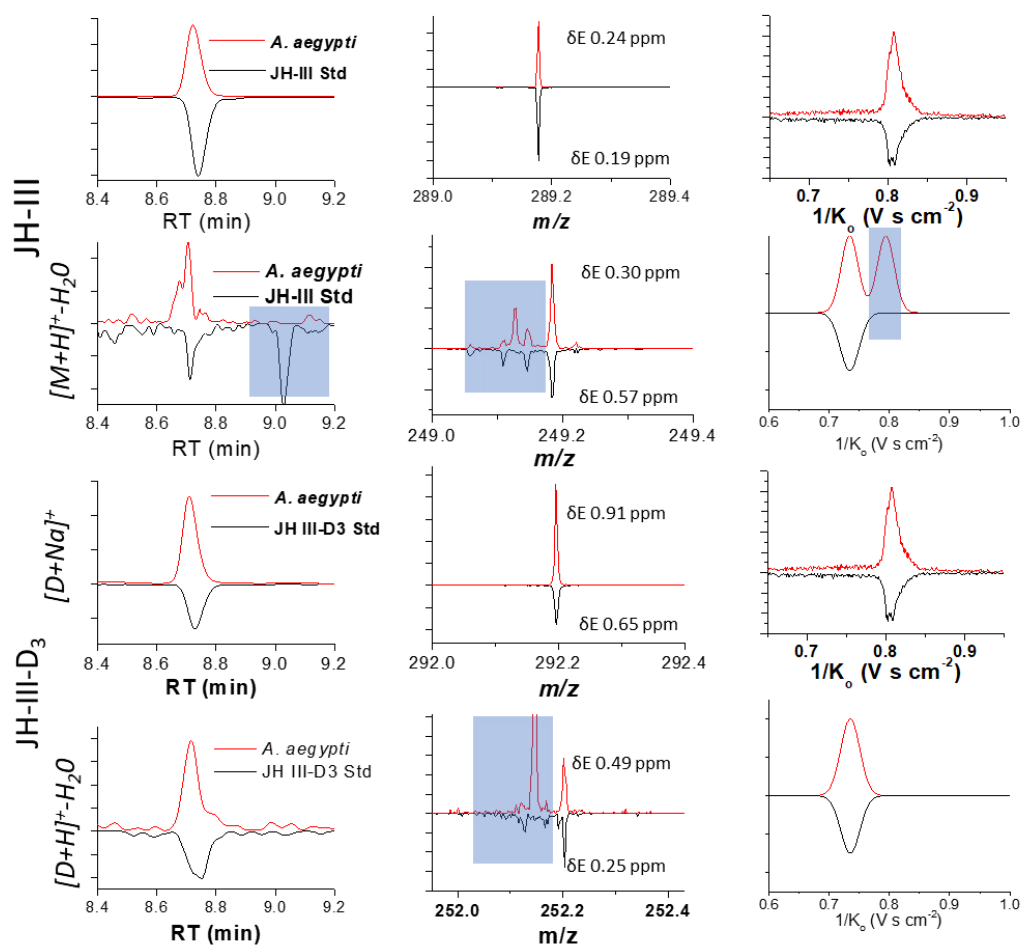 JH-III
A. aegypti
JH-III Std
8.4 8.6 8.8 9.0 9.2
RT (min)
δE 0.24 ppm
δE 0.19 ppm
289.0 289.2 289.4
m/z
0.7 0.8 0.9
1/Ko (V s cm-2)
[M+H]+-H2O
A. aegypti
JH-III Std
8.4 8.6 8.8 9.0 9.2
RT (min)
δE 0.30 ppm
δE 0.57 ppm
249.0 249.2 249.4
m/z
0.6 0.7 0.8 0.9 1.0
1/Ko (V s cm-2)
JH-III-D3
[D+Na]+
A. aegypti
JH III-D3 Std
8.4 8.6 8.8 9.0 9.2
RT (min)
δE 0.91 ppm
δE 0.65 ppm
292.0 292.2 292.4
m/z
0.7 0.8 0.9
1/Ko (V s cm-2)
[D+H]+-H2O
A. aegypti
JH III-D3 Std
8.4 8.6 8.8 9.0 9.2
RT (min)
δE 0.49 ppm
δE 0.25 ppm
252.0 252.2 252.4
m/z
0.6 0.7 0.8 0.9 1.0
1/Ko (V s cm-2)